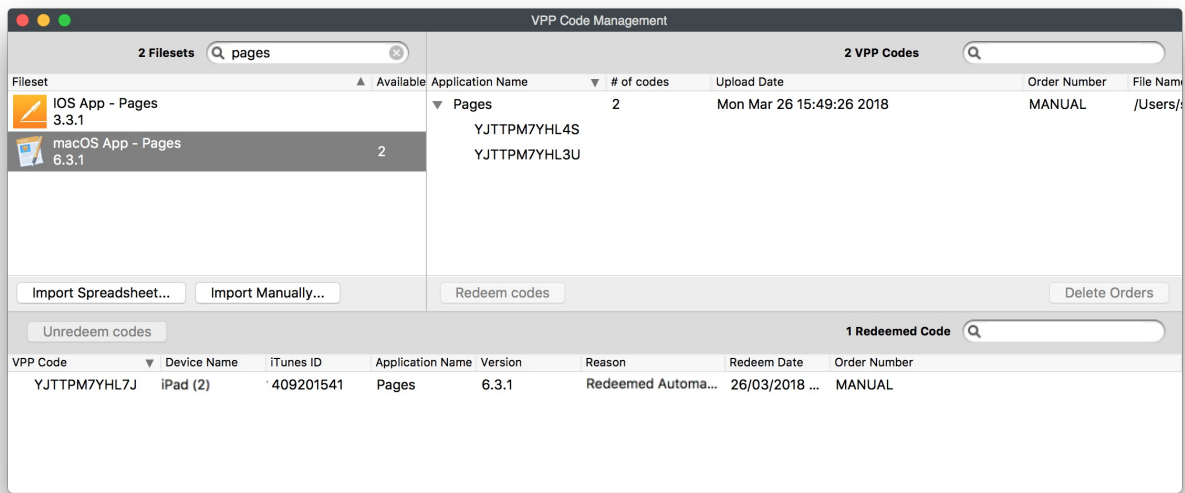 VPP Code Management
2 Filesets pages
2 VPP Codes
Fileset Available
Application Name # of codes Upload Date Order Number File Name
IOS App - Pages
3.3.1
macOS App - Pages
6.3.1
2
Pages 2 Mon Mar 26 15:49:26 2018 MANUAL /Users/s
YJTTPM7YHL4S
YJTTPM7YHL3U
Import Spreadsheet... Import Manually...
Redeem codes Delete Orders
Unredeem codes 1 Redeemed Code
VPP Code Device Name iTunes ID Application Name Version Reason Redeem Date Order Number
YJTTPM7YHL7J iPad (2) 409201541 Pages 6.3.1 Redeemed Automa... 26/03/2018 ... MANUAL